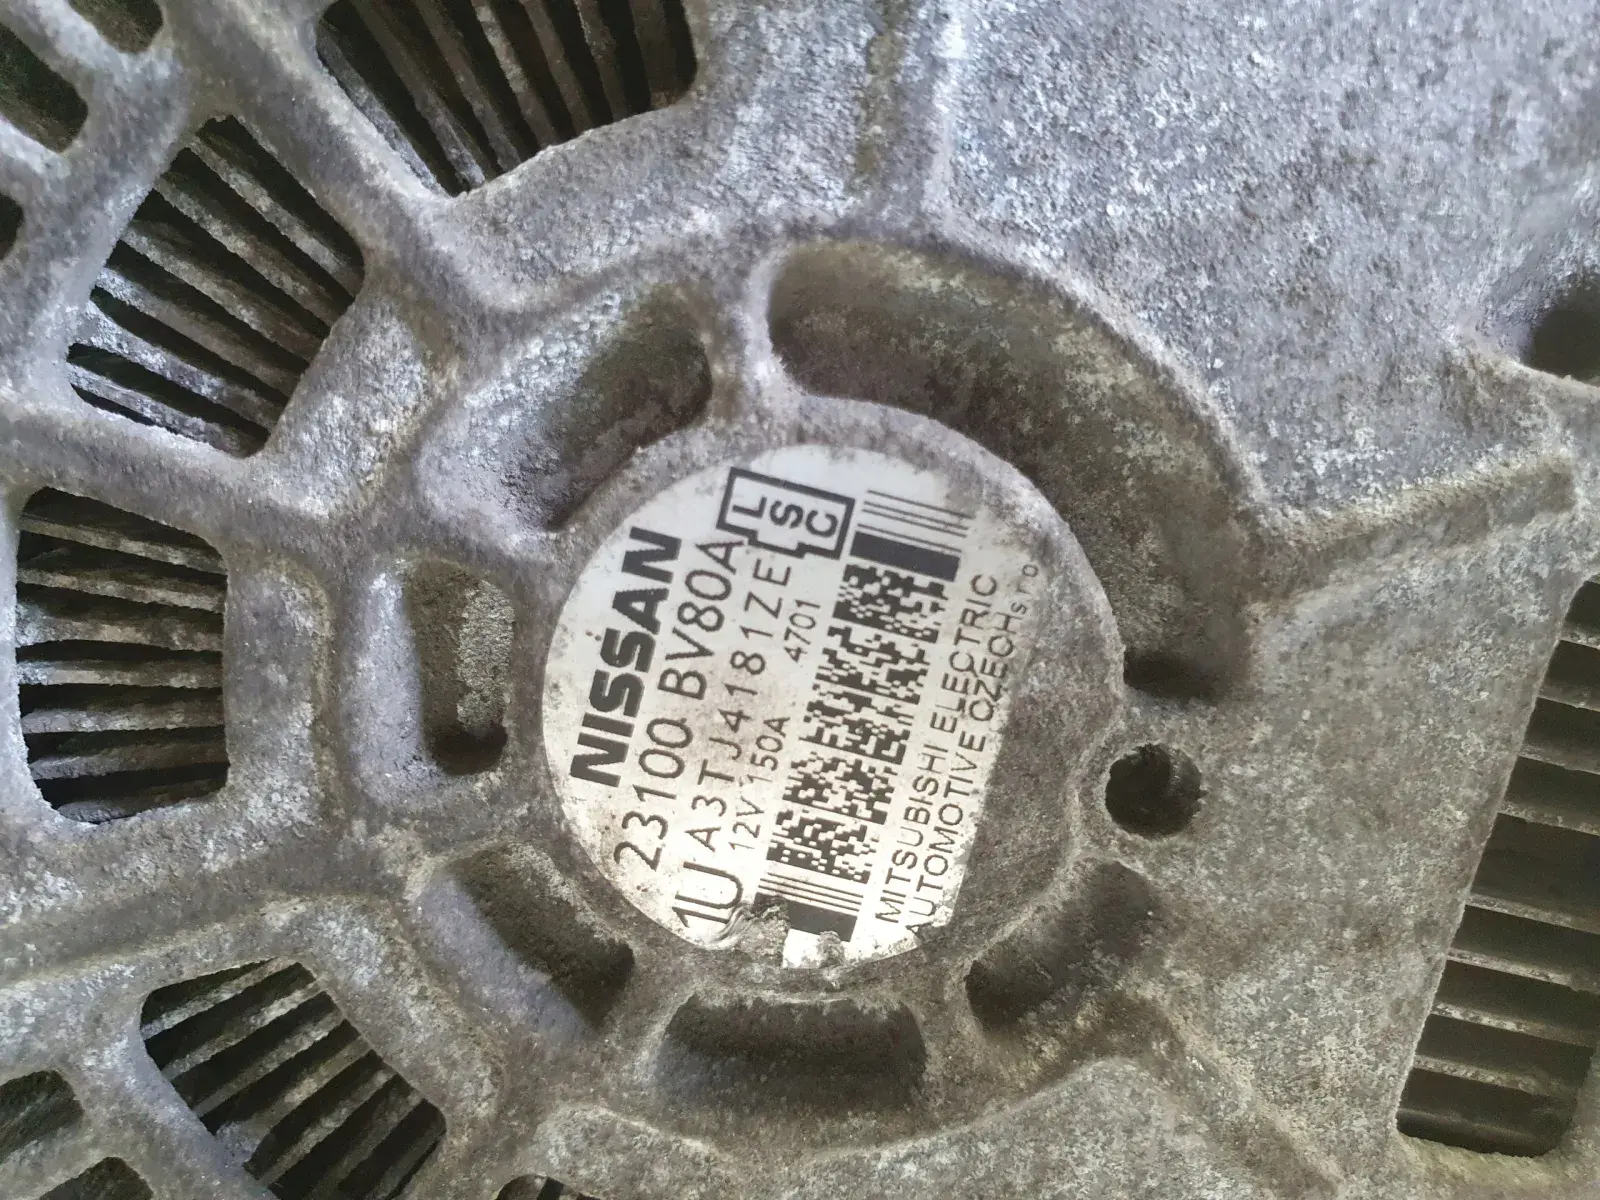 NISSAN
23100 BV80A
1U A3TJ4181ZE
L
S
C
12V 150A 4701
MITSUBISHI ELECTRIC
AUTOMOTIVE CZECH s.r.o